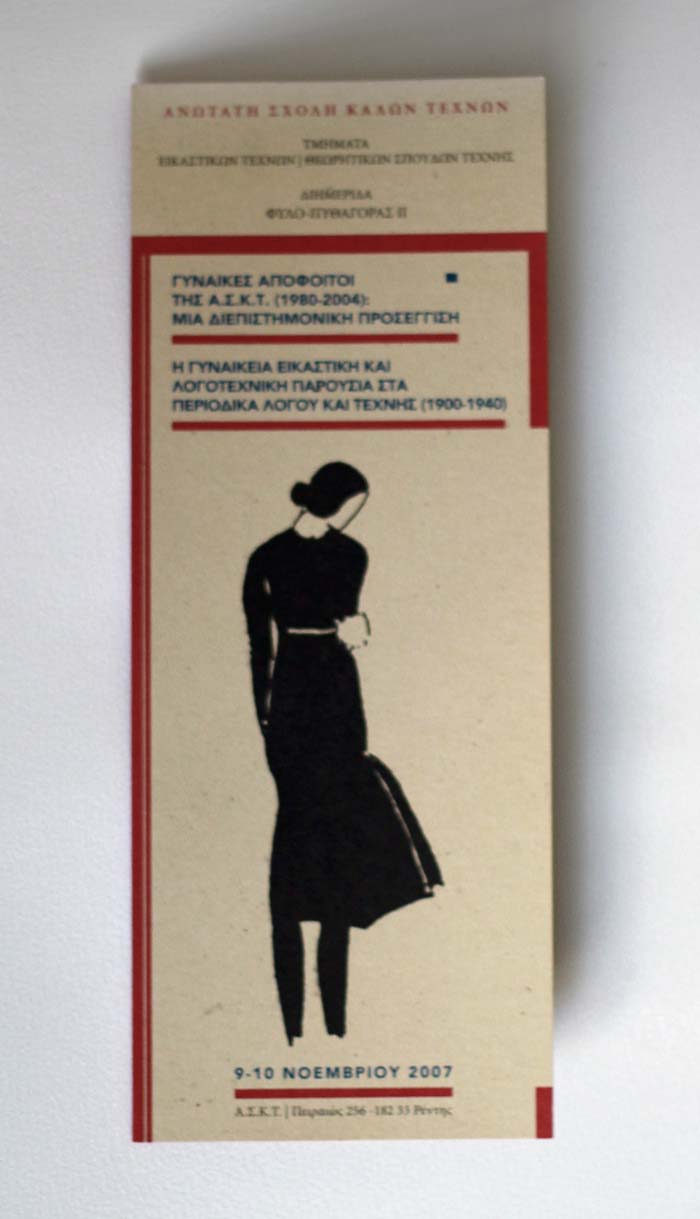 ΑΝΩΤΑΤΗ ΣΧΟΛΗ ΚΑΛΩΝ ΤΕΧΝΩΝ
ΤΜΗΜΑΤΑ
ΕΙΚΑΣΤΙΚΩΝ ΤΕΧΝΩΝ | ΘΕΩΡΗΤΙΚΩΝ ΣΠΟΥΔΩΝ ΤΕΧΝΗΣ
ΔΙΗΜΕΡΙΔΑ
ΦΥΛΟ-ΠΥΘΑΓΟΡΑΣ ΙΙ
ΓΥΝΑΙΚΕΣ ΑΠΟΦΟΙΤΟΙ
ΤΗΣ Α.Σ.Κ.Τ. (1980-2004):
ΜΙΑ ΔΙΕΠΙΣΤΗΜΟΝΙΚΗ ΠΡΟΣΕΓΓΙΣΗ
Η ΓΥΝΑΙΚΕΙΑ ΕΙΚΑΣΤΙΚΗ ΚΑΙ
ΛΟΓΟΤΕΧΝΙΚΗ ΠΑΡΟΥΣΙΑ ΣΤΑ
ΠΕΡΙΟΔΙΚΑ ΛΟΓΟΥ ΚΑΙ ΤΕΧΝΗΣ (1900-1940)
9-10 ΝΟΕΜΒΡΙΟΥ 2007
Α.Σ.Κ.Τ. | Πειραιώς 256 -182 33 Ρέντης